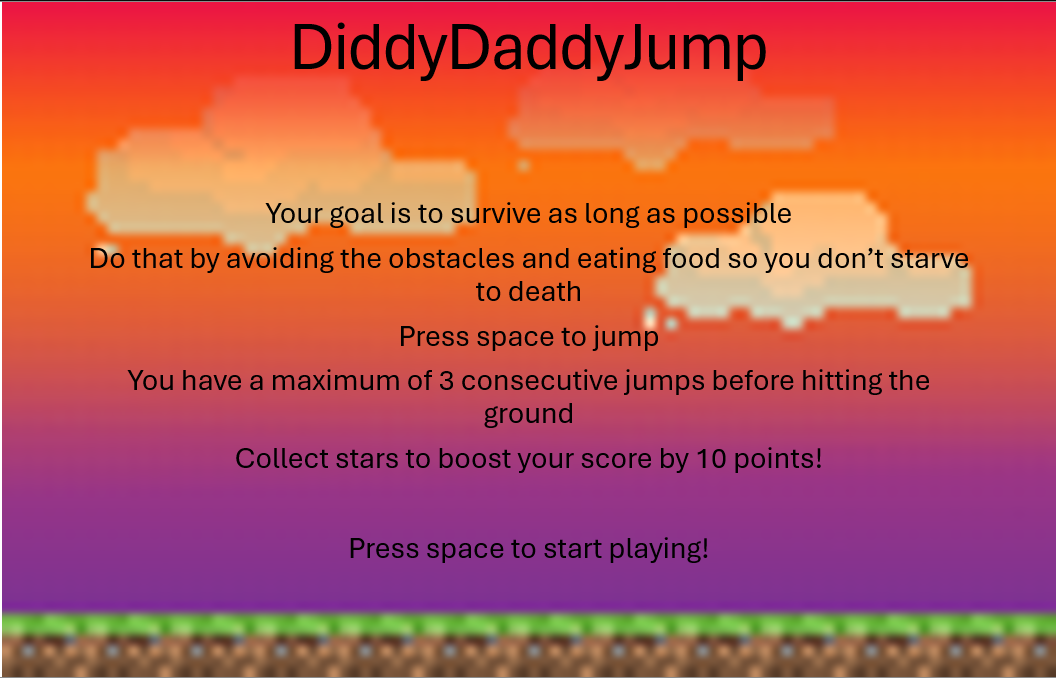 DiddyDaddyJump
Your goal is to survive as long as possible
Do that by avoiding the obstacles and eating food so you don’t starve
to death
Press space to jump
You have a maximum of 3 consecutive jumps before hitting the
ground
Collect stars to boost your score by 10 points!
Press space to start playing!